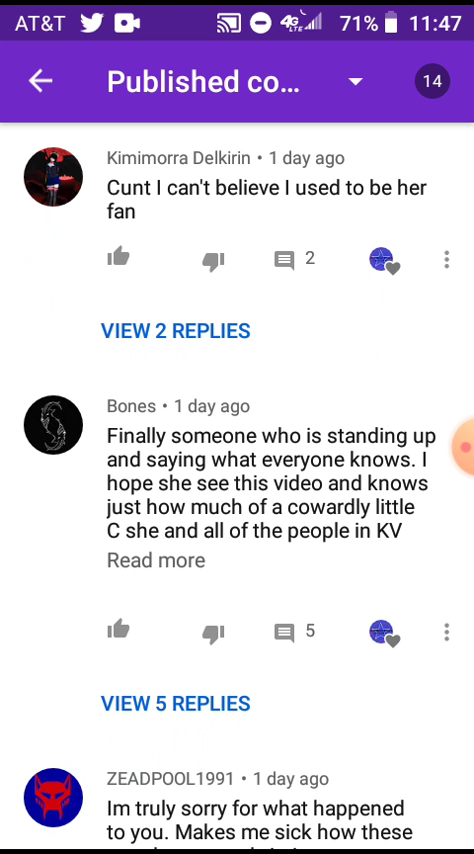 AT&T 4G LTE 71% 11:47
Published co... 14
Kimimorra Delkirin • 1 day ago
Cunt I can't believe I used to be her
fan
2
VIEW 2 REPLIES
Bones • 1 day ago
Finally someone who is standing up
and saying what everyone knows. I
hope she see this video and knows
just how much of a cowardly little
C she and all of the people in KV
Read more
5
VIEW 5 REPLIES
ZEADPOOL1991 • 1 day ago
Im truly sorry for what happened
to you. Makes me sick how these